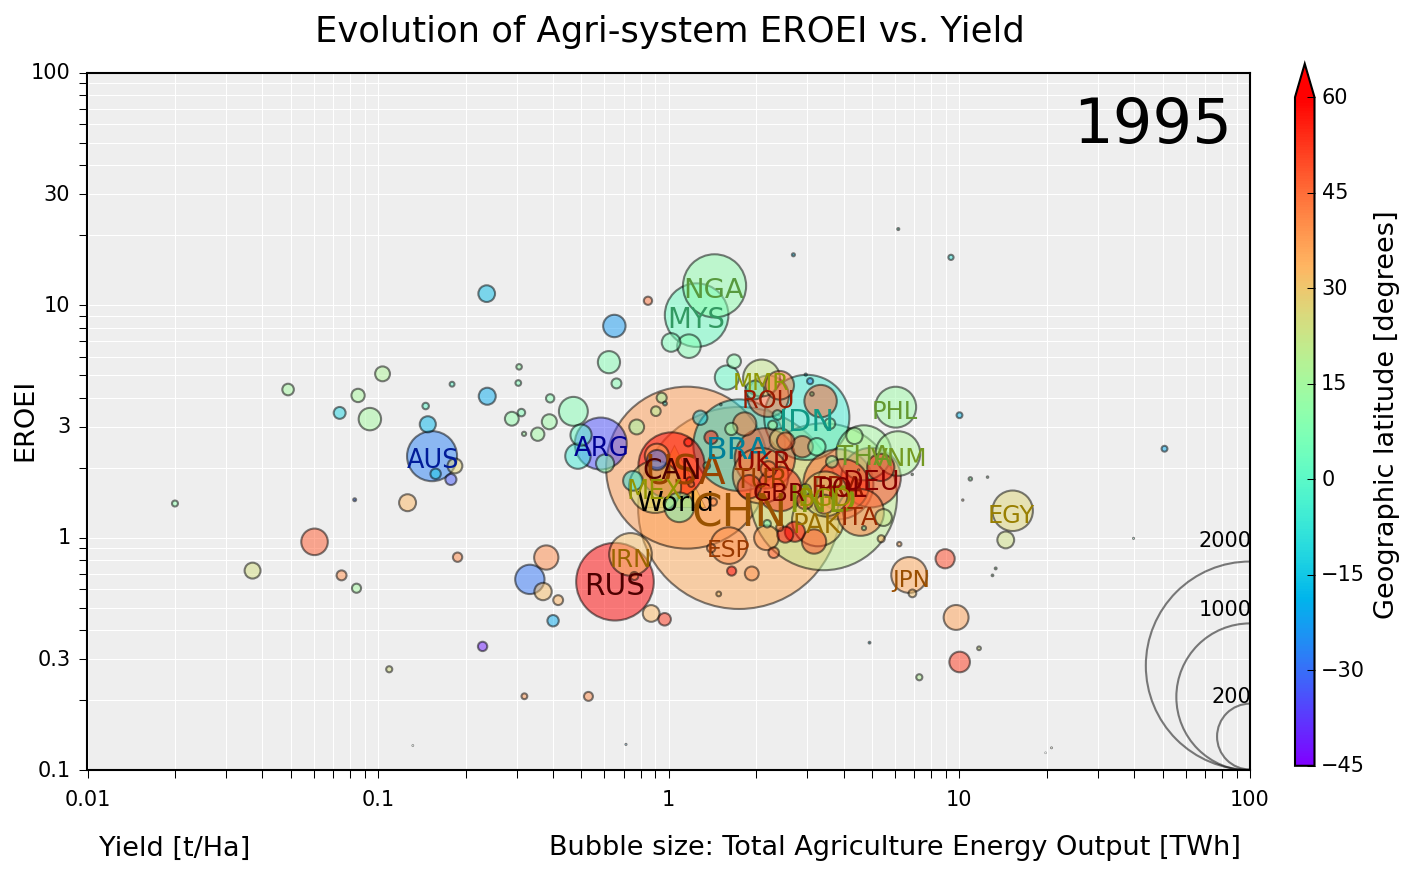 Evolution of Agri-system EROEI vs. Yield
1995
100
30
10
3
1
0.3
0.1
EROEI
NGA
MYS
MMR
ROU
PHL
IDN
ARG
BRA
AUS
UKR
CAN
VNM
DEU
MEX
GBR
World
CHN
PAK
ITA
EGY
ESP
IRN
RUS
JPN
2000
1000
200
0.01
0.1
1
10
100
Yield [t/Ha]
Bubble size: Total Agriculture Energy Output [TWh]
60
45
30
15
0
−15
−30
−45
Geographic latitude [degrees]